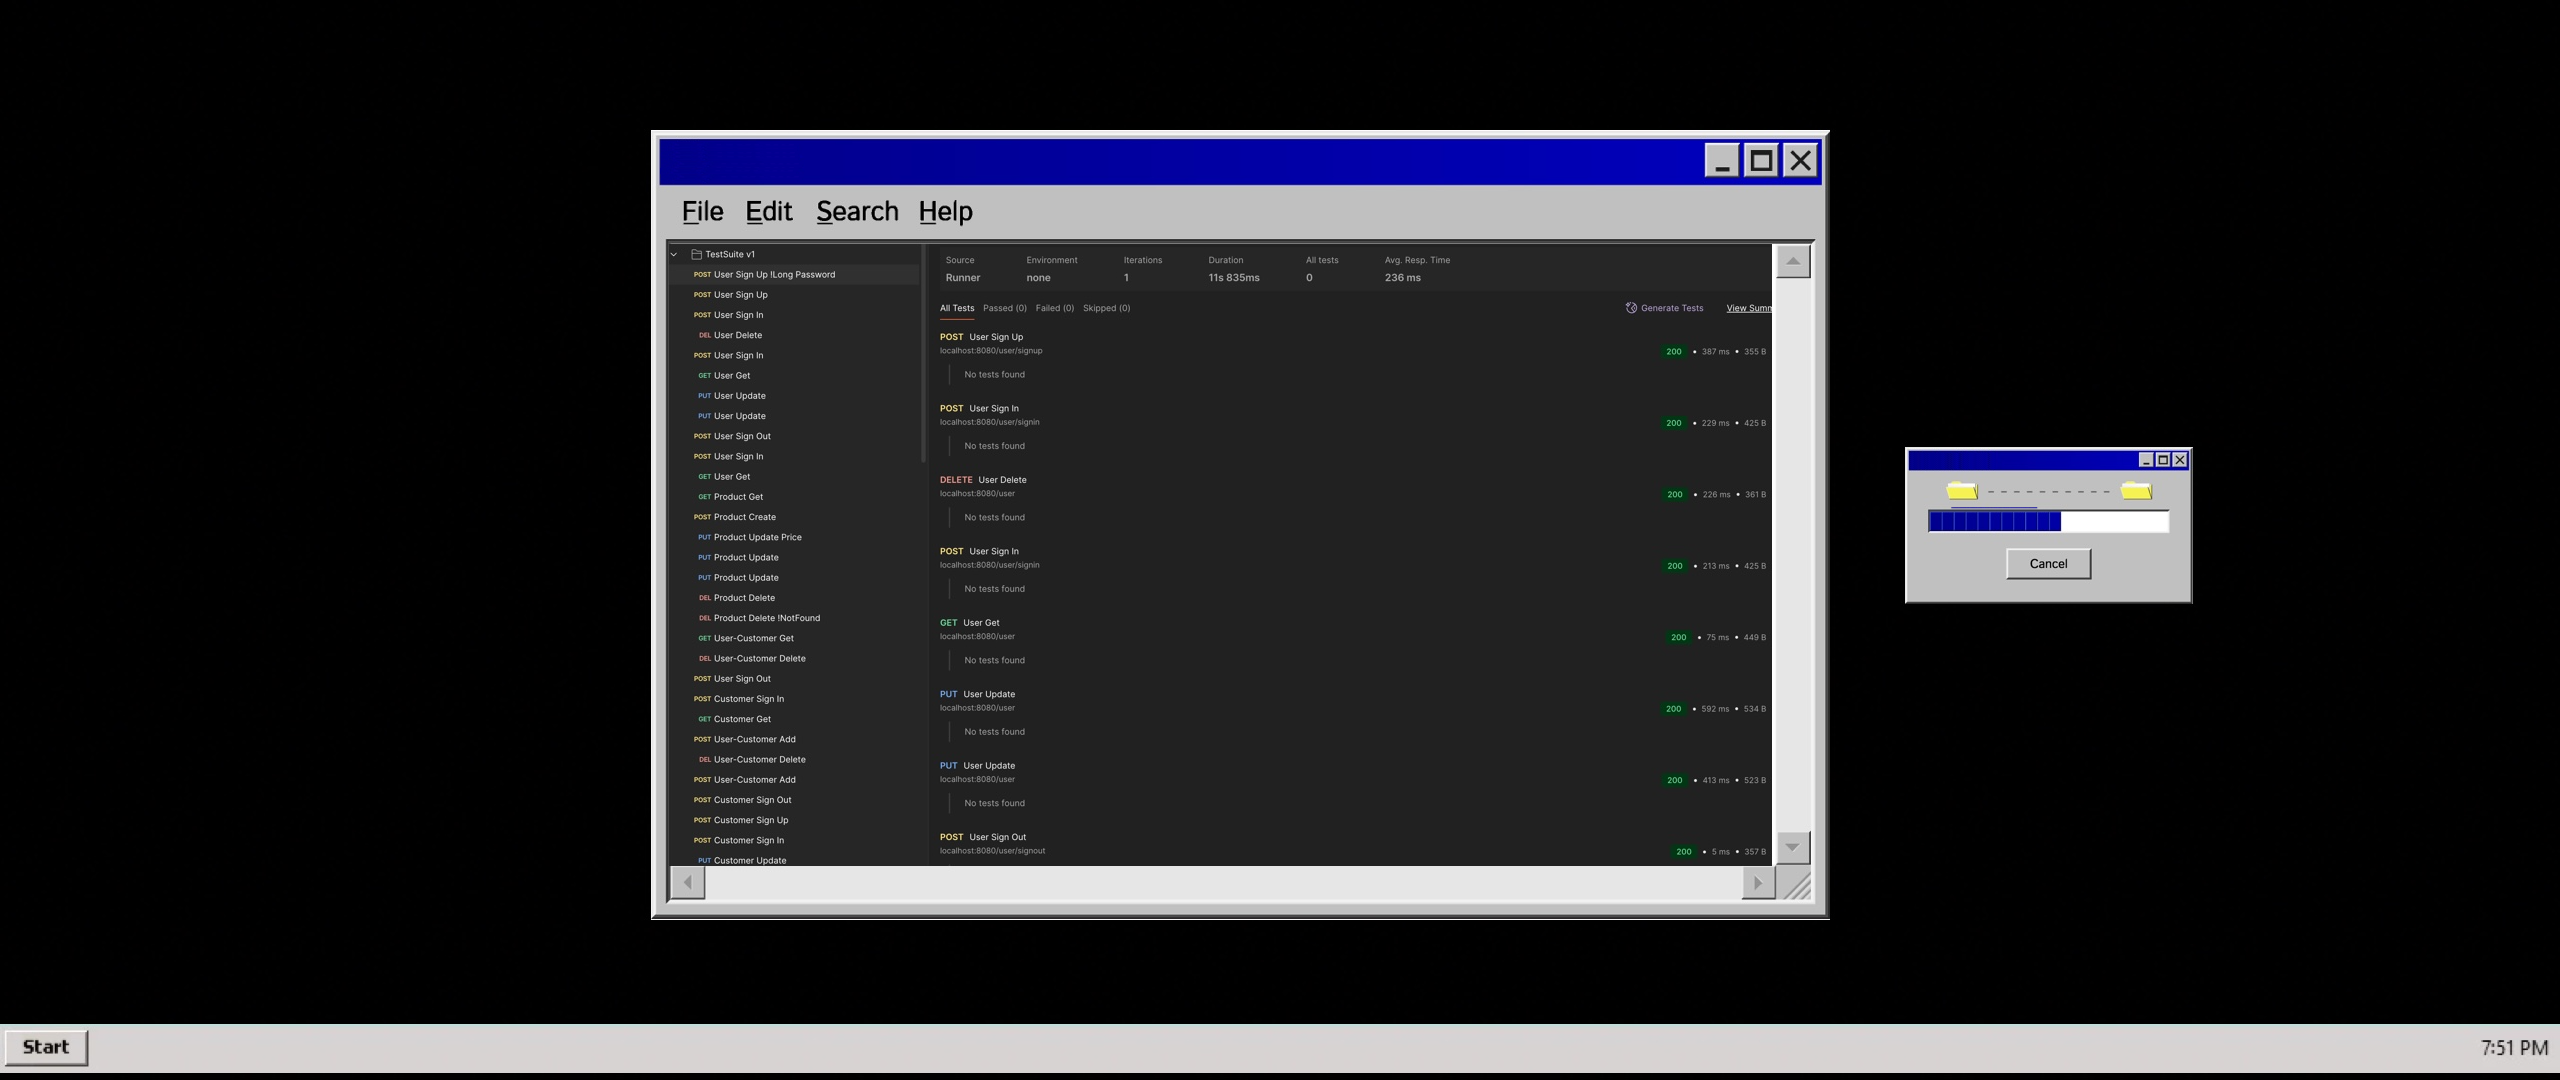 File Edit Search Help
TestSuite v1
POST User Sign Up !Long Password
POST User Sign Up
POST User Sign In
DEL User Delete
POST User Sign In
GET User Get
PUT User Update
PUT User Update
POST User Sign Out
POST User Sign In
GET User Get
GET Product Get
POST Product Create
PUT Product Update Price
PUT Product Update
PUT Product Update
DEL Product Delete
DEL Product Delete !NotFound
GET User-Customer Get
DEL User-Customer Delete
POST User Sign Out
POST Customer Sign In
GET Customer Get
POST User-Customer Add
DEL User-Customer Delete
POST User-Customer Add
POST Customer Sign Out
POST Customer Sign Up
POST Customer Sign In
PUT Customer Update
Source Environment Iterations Duration All tests Avg. Resp. Time
Runner none 1 11s 835ms 0 236 ms
All Tests Passed (0) Failed (0) Skipped (0) Generate Tests View Summ
POST User Sign Up
localhost:8080/user/signup
200 • 387 ms • 355 B
No tests found
POST User Sign In
localhost:8080/user/signin
200 • 229 ms • 425 B
No tests found
DELETE User Delete
localhost:8080/user
200 • 226 ms • 361 B
No tests found
POST User Sign In
localhost:8080/user/signin
200 • 213 ms • 425 B
No tests found
GET User Get
localhost:8080/user
200 • 75 ms • 449 B
No tests found
PUT User Update
localhost:8080/user
200 • 592 ms • 534 B
No tests found
PUT User Update
localhost:8080/user
200 • 413 ms • 523 B
No tests found
POST User Sign Out
localhost:8080/user/signout
200 • 5 ms • 357 B
Cancel
Start
7:51 PM